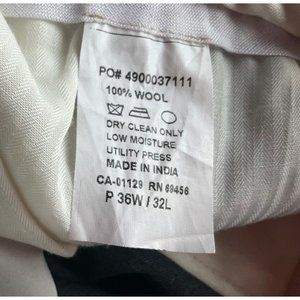 PO# 4900037111
100% WOOL
DRY CLEAN ONLY
LOW MOISTURE
UTILITY PRESS
MADE IN INDIA
CA-01129 RN 69456
P 36W / 32L